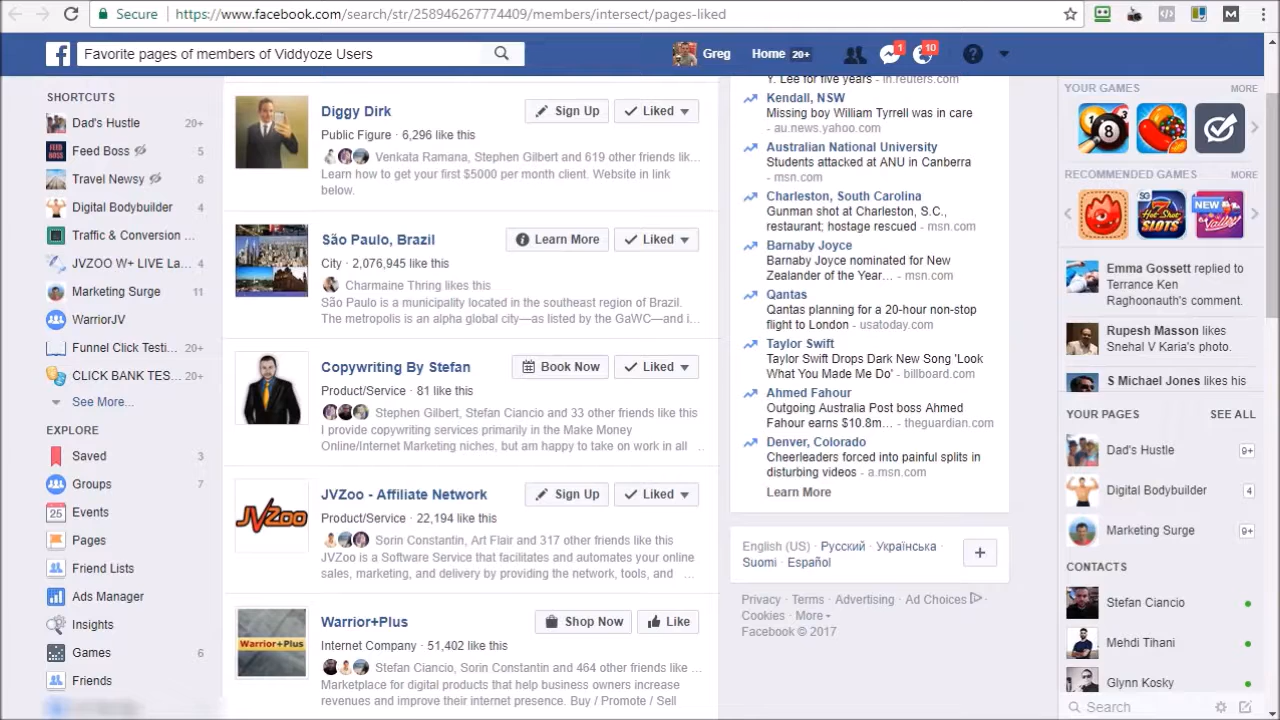 Secure https://www.facebook.com/search/str/258946267774409/members/intersect/pages-liked
M
Favorite pages of members of Viddyoze Users
Greg
Home 20+
1
10
SHORTCUTS
Dad's Hustle 20+
Feed Boss 5
Travel Newsy 8
Digital Bodybuilder 4
Traffic & Conversion ...
JVZOO W+ LIVE La... 4
Marketing Surge 11
WarriorJV
Funnel Click Testi... 20+
CLICK BANK TES... 20+
See More...
EXPLORE
Saved 3
Groups 7
25 Events
Pages
Friend Lists
Ads Manager
Insights
Games 6
Friends
Diggy Dirk
Sign Up
Liked
Public Figure · 6,296 like this
Venkata Ramana, Stephen Gilbert and 619 other friends lik...
Learn how to get your first $5000 per month client. Website in link
below.
São Paulo, Brazil
Learn More
Liked
City · 2,076,945 like this
Charmaine Thring likes this
São Paulo is a municipality located in the southeast region of Brazil.
The metropolis is an alpha global city—as listed by the GaWC—and i...
Copywriting By Stefan
Book Now
Liked
Product/Service · 81 like this
Stephen Gilbert, Stefan Ciancio and 33 other friends like this
I provide copywriting services primarily in the Make Money
Online/Internet Marketing niches, but am happy to take on work in all ...
JVZOO
JVZoo - Affiliate Network
Sign Up
Liked
Product/Service · 22,194 like this
Sorin Constantin, Art Flair and 317 other friends like this
JVZoo is a Software Service that facilitates and automates your online
sales, marketing, and delivery by providing the network, tools, and ...
Warrior+Plus
Warrior+Plus
Shop Now
Like
Internet Company · 51,402 like this
Stefan Ciancio, Sorin Constantin and 464 other friends like ...
Marketplace for digital products that help business owners increase
revenues and improve their internet presence. Buy / Promote / Sell
Y. Lee for five years - in.reuters.com
Kendall, NSW
Missing boy William Tyrrell was in care
- au.news.yahoo.com
Australian National University
Students attacked at ANU in Canberra
- msn.com
Charleston, South Carolina
Gunman shot at Charleston, S.C.,
restaurant; hostage rescued - msn.com
Barnaby Joyce
Barnaby Joyce nominated for New
Zealander of the Year... - msn.com
Qantas
Qantas planning for a 20-hour non-stop
flight to London - usatoday.com
Taylor Swift
Taylor Swift Drops Dark New Song 'Look
What You Made Me Do' - billboard.com
Ahmed Fahour
Outgoing Australia Post boss Ahmed
Fahour earns $10.8m... - theguardian.com
Denver, Colorado
Cheerleaders forced into painful splits in
disturbing videos - a.msn.com
Learn More
English (US) · Русский · Українська ·
Suomi · Español
Privacy · Terms · Advertising · Ad Choices ·
Cookies · More
Facebook © 2017
YOUR GAMES MORE
8
RECOMMENDED GAMES MORE
SG
7
HOT SHOT
SLOTS
NEW
Emma Gossett replied to
Terrance Ken
Raghoonauth's comment.
Rupesh Masson likes
Snehal V Karia's photo.
S Michael Jones likes his
YOUR PAGES SEE ALL
Dad's Hustle 9+
Digital Bodybuilder 4
Marketing Surge 9+
CONTACTS
Stefan Ciancio
Mehdi Tihani
Glynn Kosky
Search